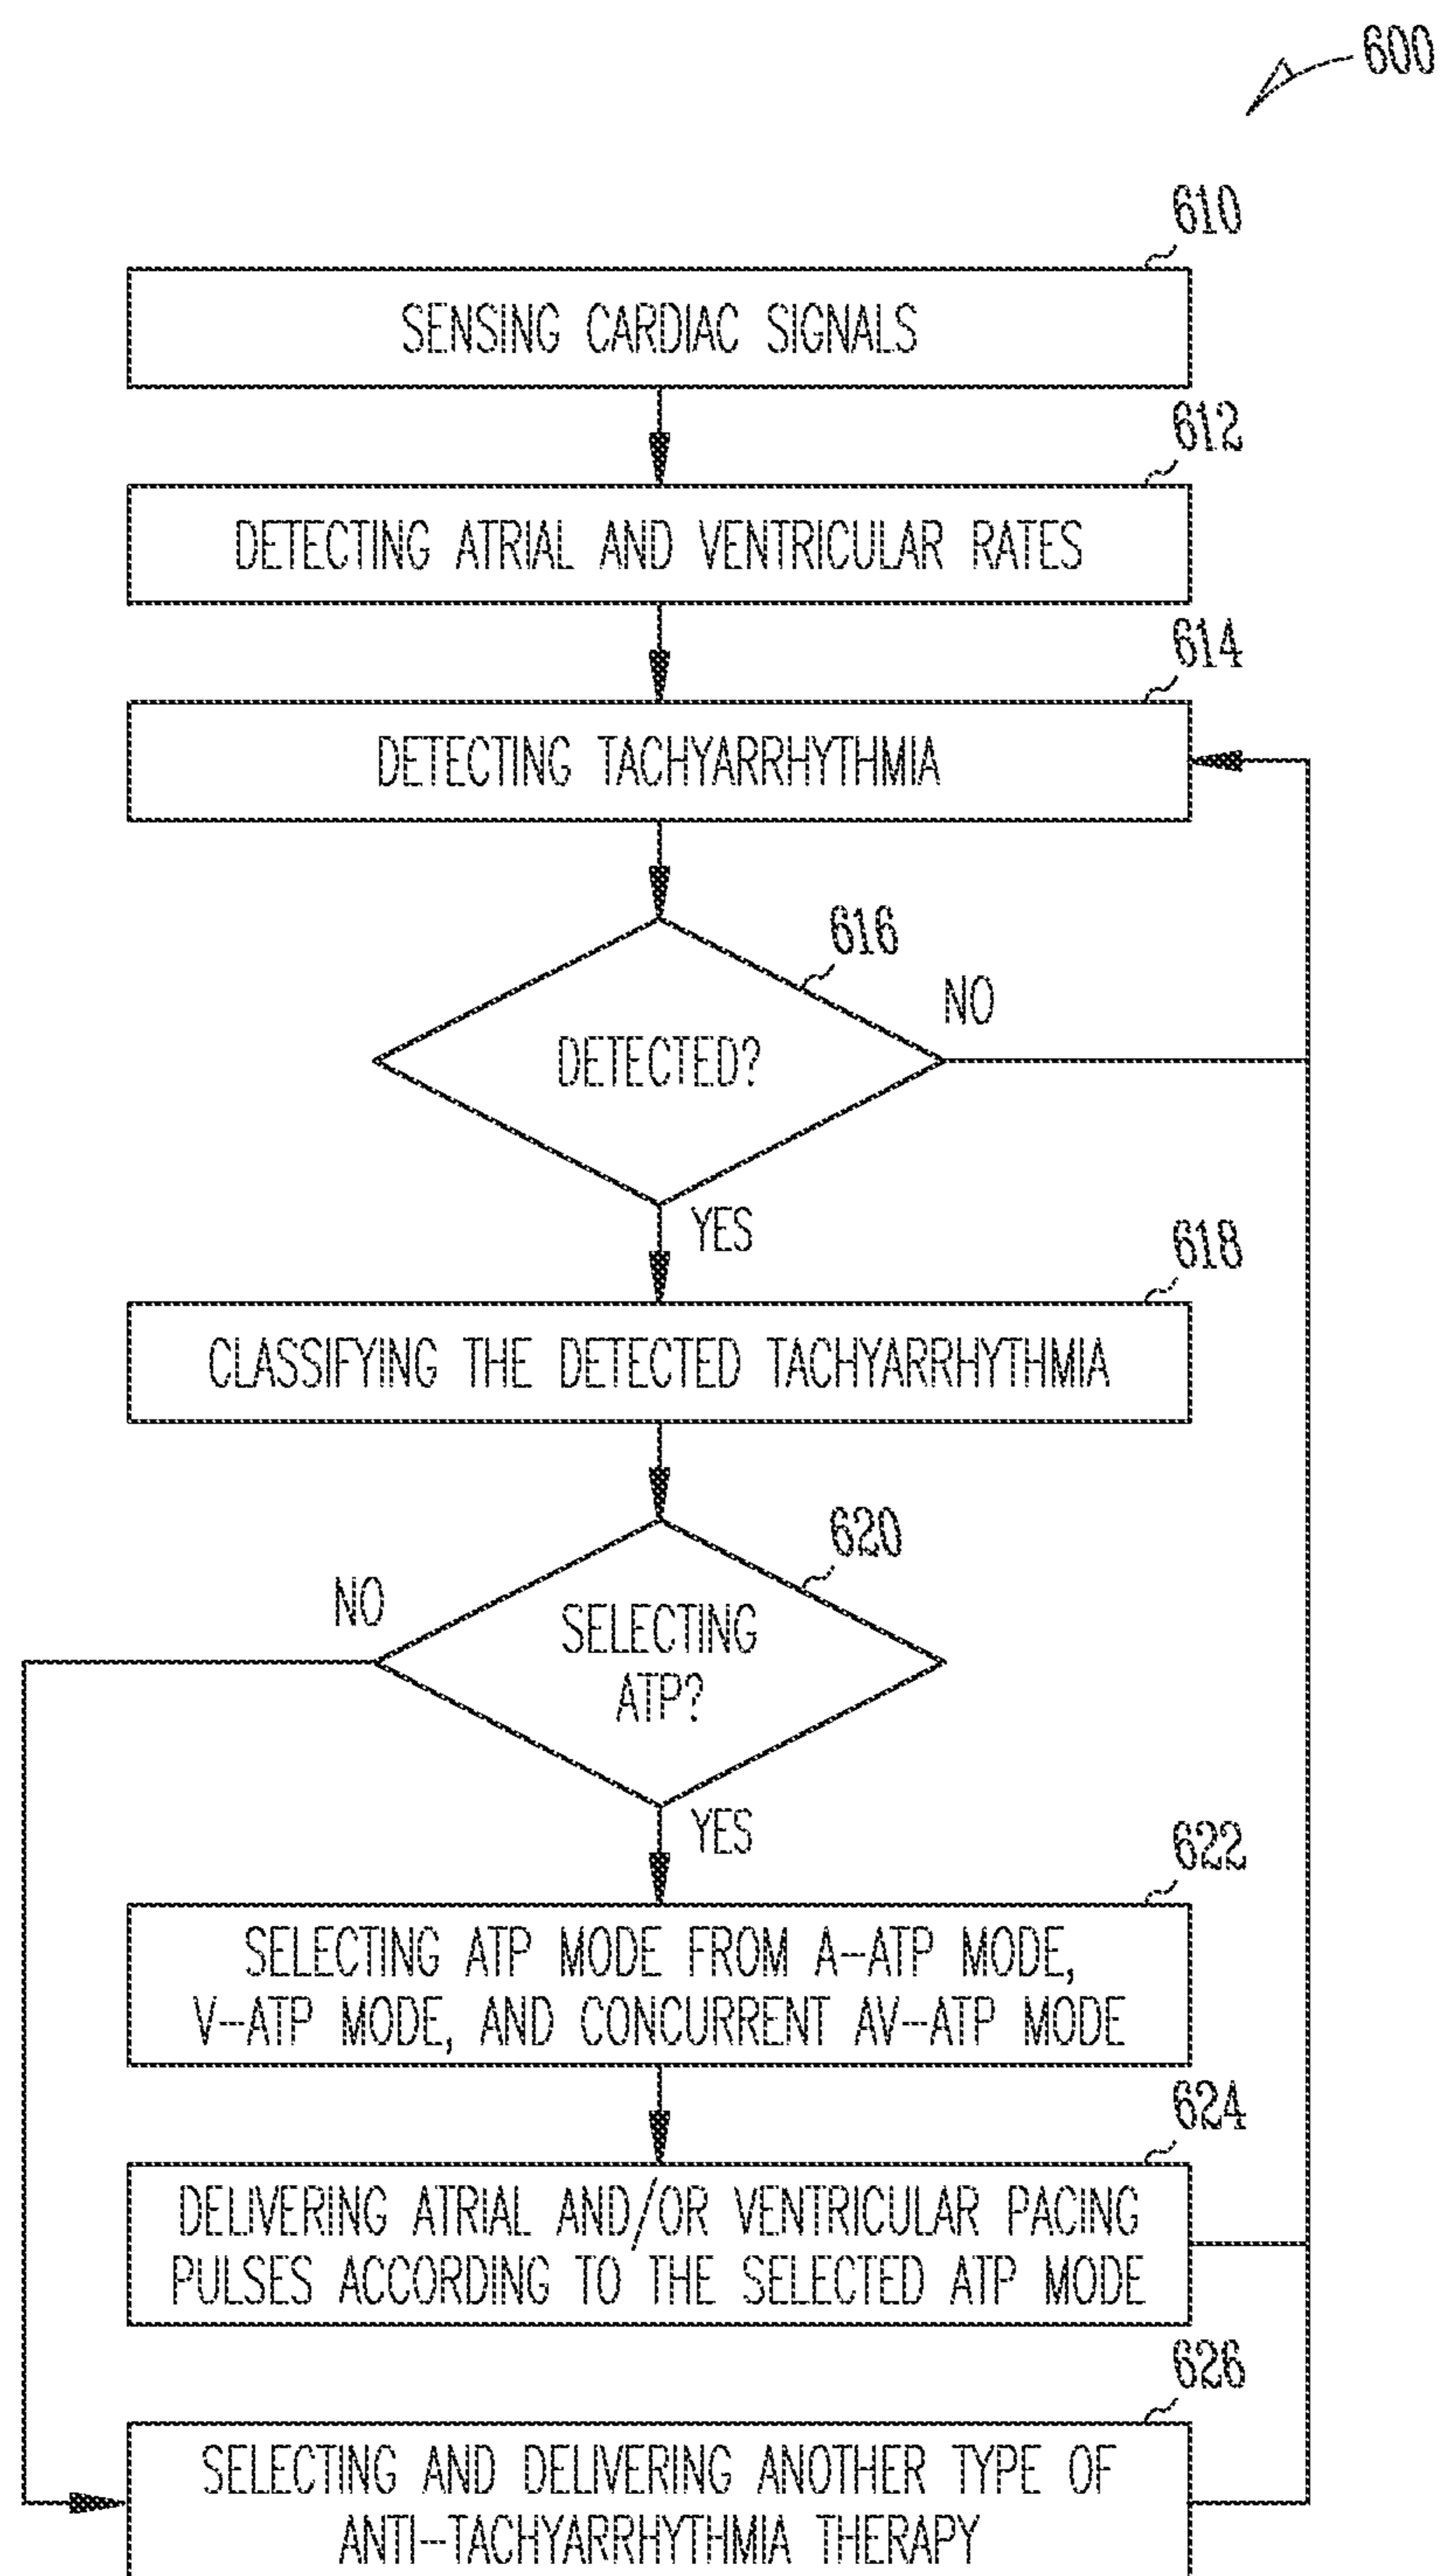 600
610
SENSING CARDIAC SIGNALS
612
DETECTING ATRIAL AND VENTRICULAR RATES
614
DETECTING TACHYARRHYTHMIA
616
NO
DETECTED?
YES
618
CLASSIFYING THE DETECTED TACHYARRHYTHMIA
620
NO
SELECTING
ATP?
YES
622
SELECTING ATP MODE FROM A-ATP MODE,
V-ATP MODE, AND CONCURRENT AV-ATP MODE
624
DELIVERING ATRIAL AND/OR VENTRICULAR PACING
PULSES ACCORDING TO THE SELECTED ATP MODE
626
SELECTING AND DELIVERING ANOTHER TYPE OF
ANTI-TACHYARRHYTHMIA THERAPY